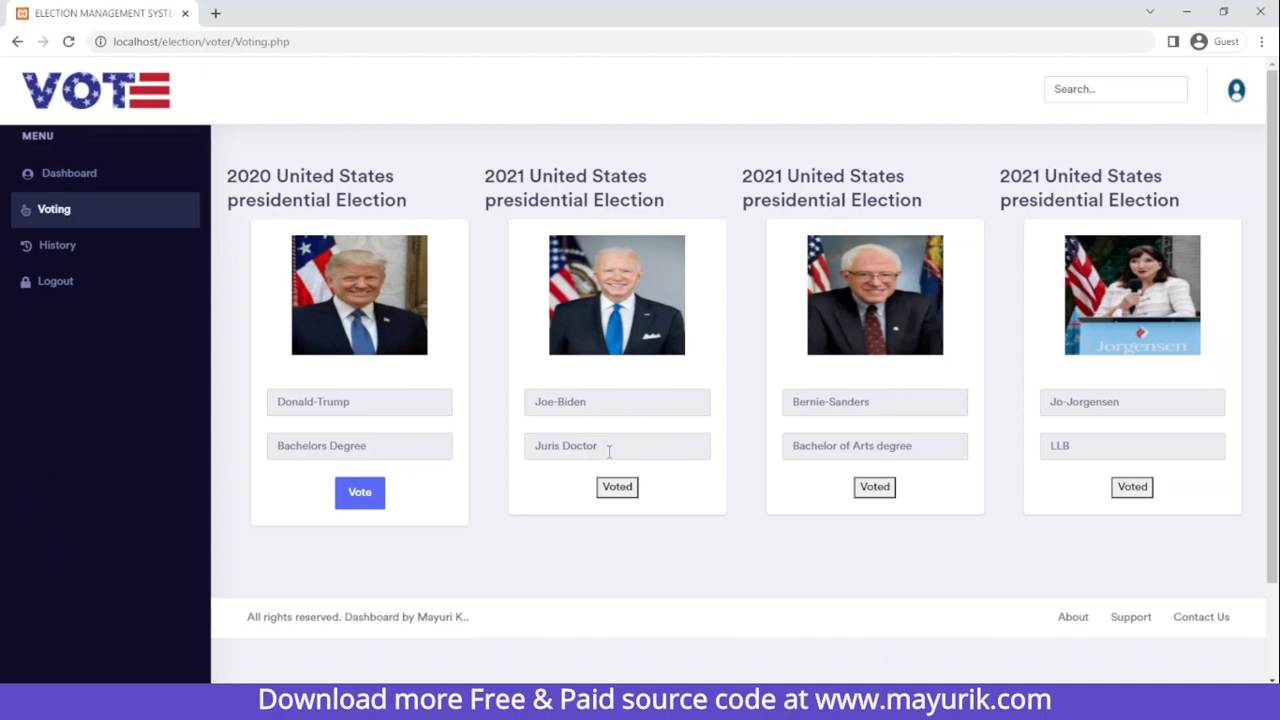 ELECTION MANAGEMENT SYSTE
localhost/election/voter/Voting.php
Guest
VOTE
Search..
MENU
Dashboard
Voting
History
Logout
2020 United States
presidential Election
Donald-Trump
Bachelors Degree
Vote
2021 United States
presidential Election
Joe-Biden
Juris Doctor
Voted
2021 United States
presidential Election
Bernie-Sanders
Bachelor of Arts degree
Voted
2021 United States
presidential Election
Jorgensen
Jo-Jorgensen
LLB
Voted
All rights reserved. Dashboard by Mayuri K..
About
Support
Contact Us
Download more Free & Paid source code at www.mayurik.com